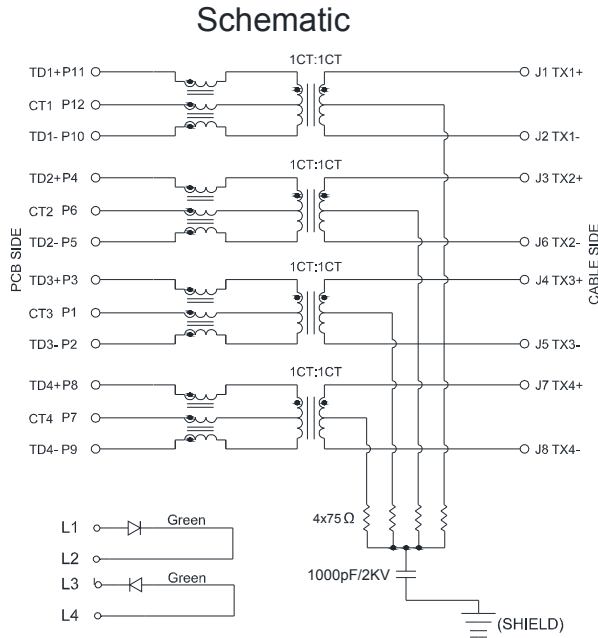 Schematic
1CT:1CT
TD1+ P11
J1 TX1+
CT1 P12
TD1- P10
J2 TX1-
1CT:1CT
TD2+ P4
J3 TX2+
CT2 P6
TD2- P5
J6 TX2-
PCB SIDE
CABLE SIDE
1CT:1CT
TD3+ P3
J4 TX3+
CT3 P1
TD3- P2
J5 TX3-
1CT:1CT
TD4+ P8
J7 TX4+
CT4 P7
TD4- P9
J8 TX4-
4x75Ω
L1 Green
L2
L3 Green
L4
1000pF/2KV
(SHIELD)